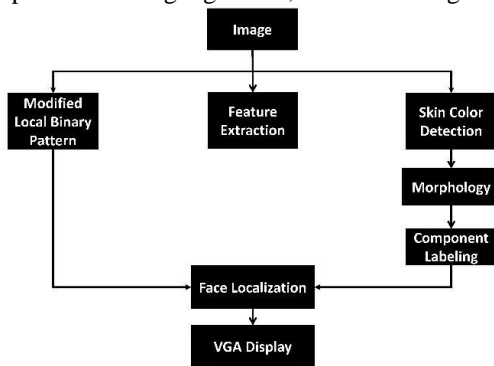 Image
Modified
Local Binary
Pattern
Feature
Extraction
Skin Color
Detection
Morphology
Component
Labeling
Face Localization
VGA Display